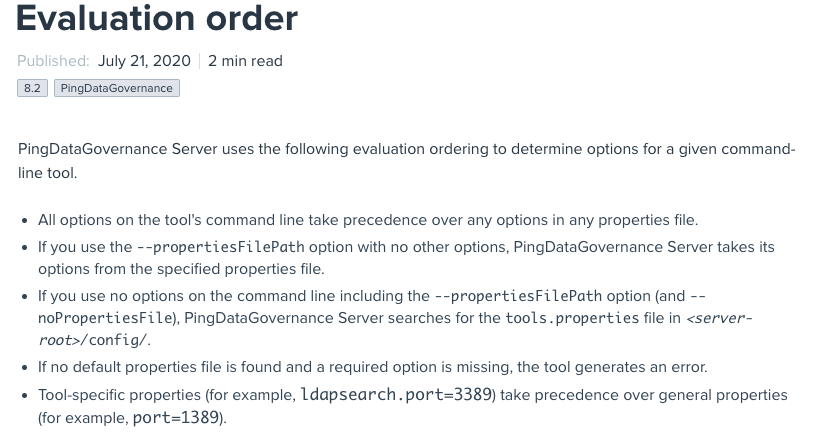 Evaluation order
Published: July 21, 2020 2 min read
8.2 PingDataGovernance
PingDataGovernance Server uses the following evaluation ordering to determine options for a given command-
line tool.
• All options on the tool's command line take precedence over any options in any properties file.
• If you use the --propertiesFilePath option with no other options, PingDataGovernance Server takes its
options from the specified properties file.
• If you use no options on the command line including the --propertiesFilePath option (and --
noPropertiesFile), PingDataGovernance Server searches for the tools.properties file in <server-
root>/config/.
• If no default properties file is found and a required option is missing, the tool generates an error.
• Tool-specific properties (for example, ldapsearch.port=3389) take precedence over general properties
(for example, port=1389).